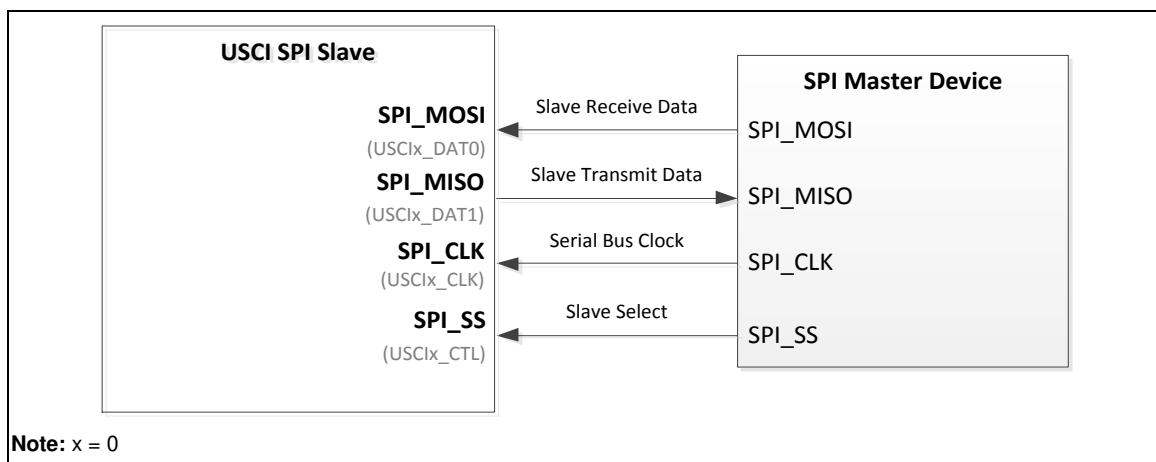 USCI SPI Slave
SPI Master Device
SPI_MOSI
(USCIx_DAT0)
Slave Receive Data
SPI_MOSI
SPI_MISO
(USCIx_DAT1)
Slave Transmit Data
SPI_MISO
SPI_CLK
(USCIx_CLK)
Serial Bus Clock
SPI_CLK
SPI_SS
(USCIx_CTL)
Slave Select
SPI_SS
Note: x = 0